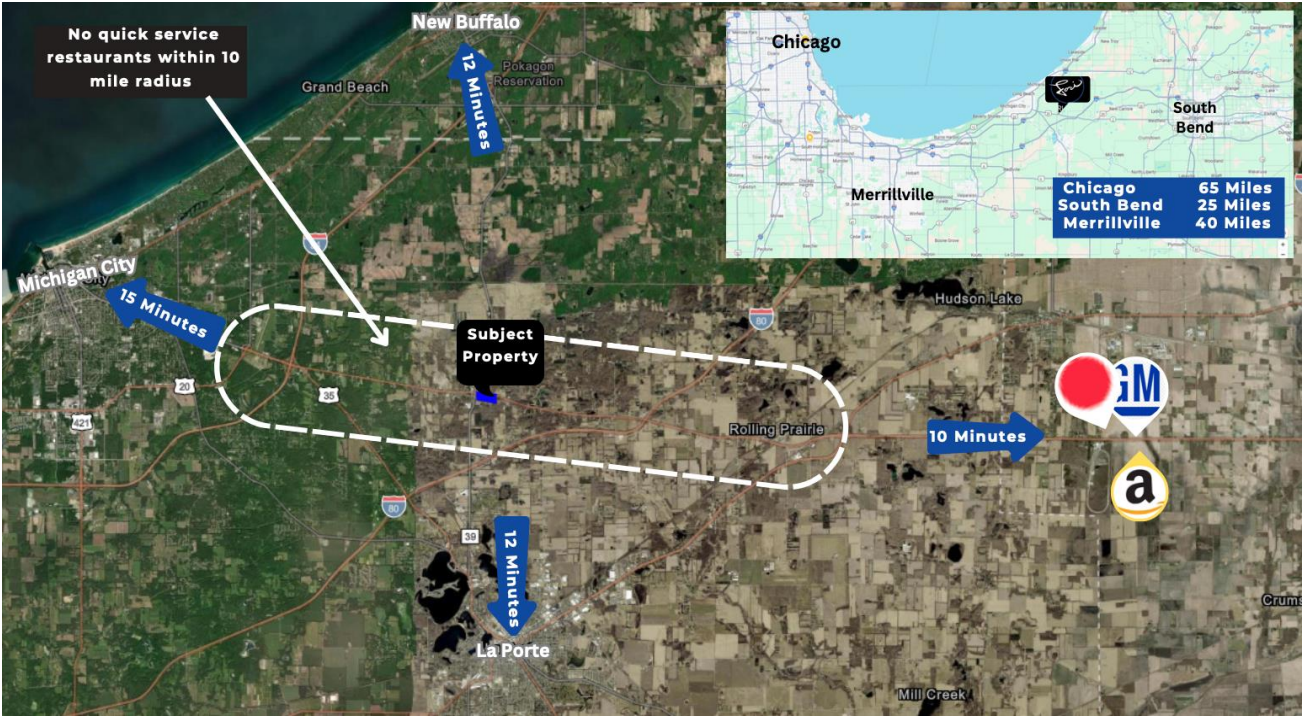 No quick service
restaurants within 10
mile radius
New Buffalo
12 Minutes
Pokagon
Reservation
Grand Beach
Michigan City
15 Minutes
Subject
Property
20
35
421
80
80
39
Hudson Lake
Rolling Prairie
10 Minutes
GM
a
12 Minutes
La Porte
Mill Creek
Crums
Chicago
South
Bend
Merrillville
Chicago 65 Miles
South Bend 25 Miles
Merrillville 40 Miles